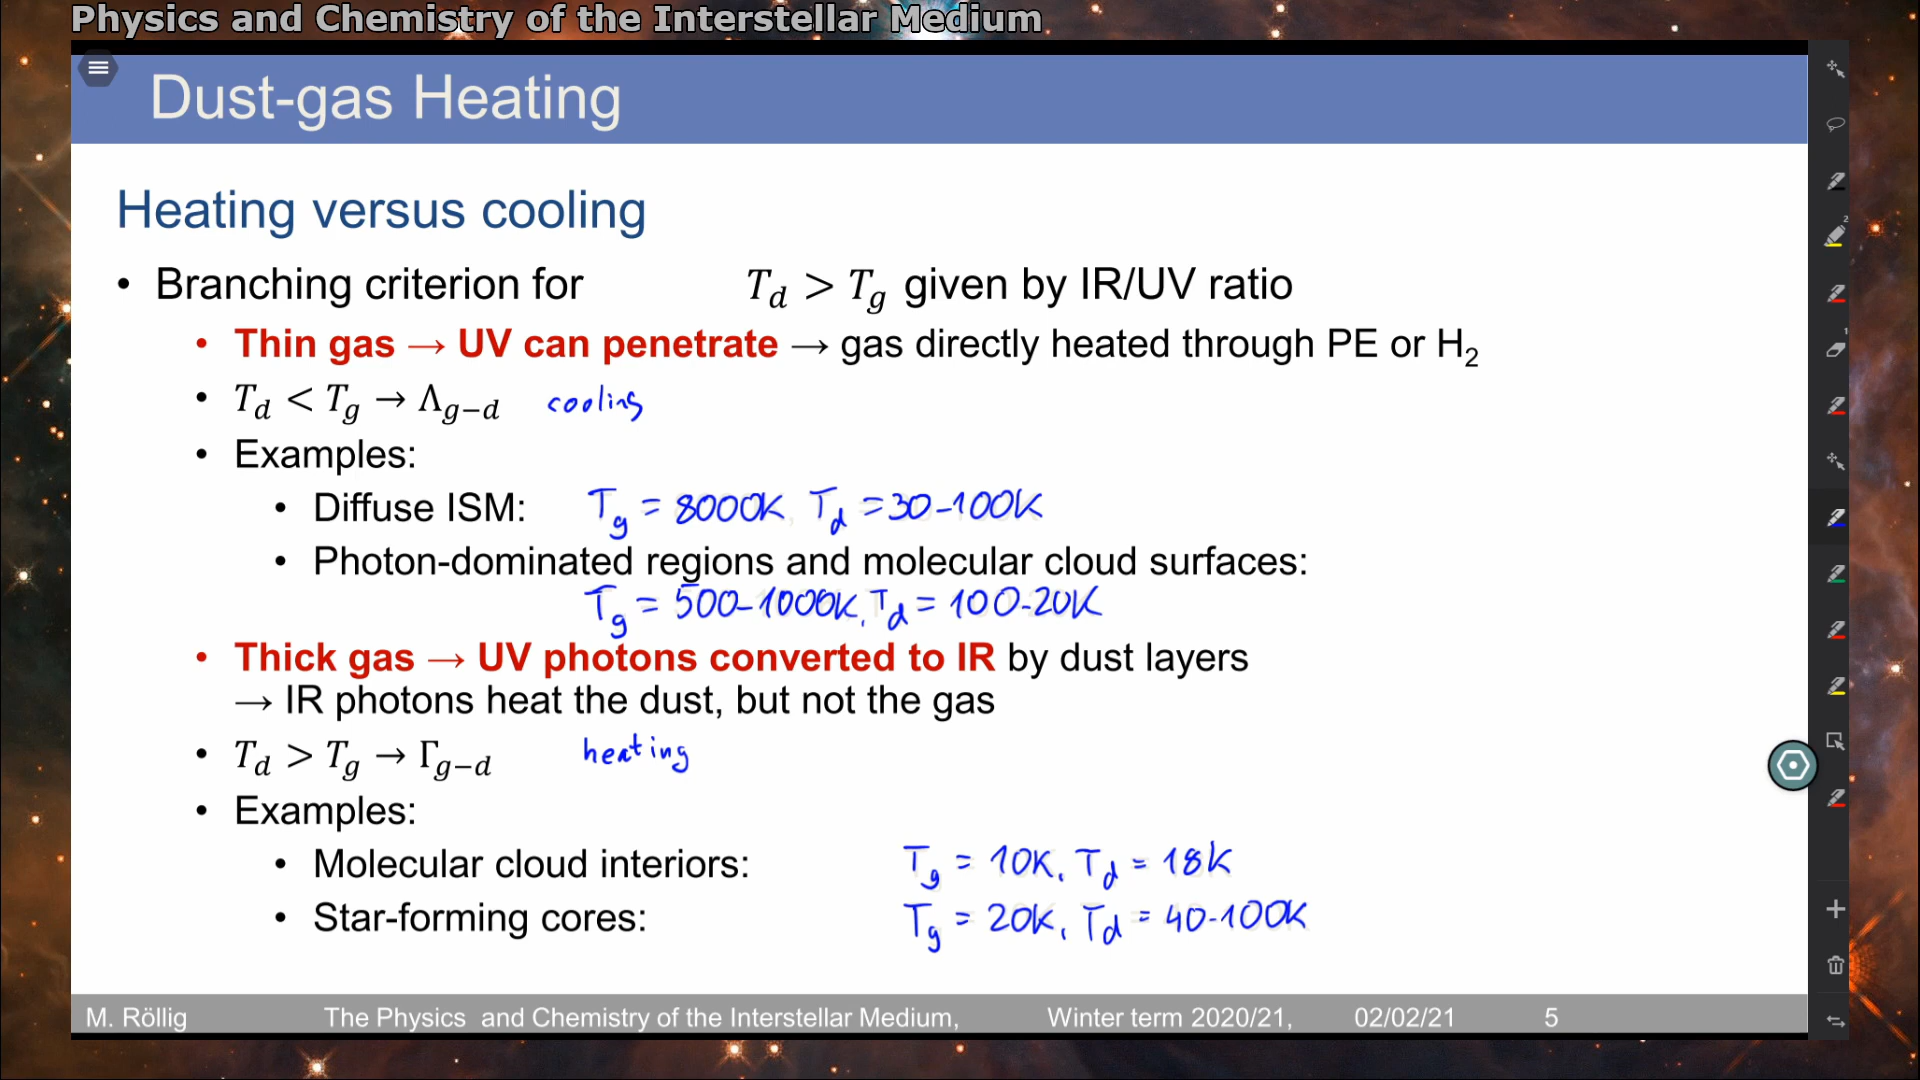 Physics and Chemistry of the Interstellar Medium
Dust-gas Heating
Heating versus cooling
• Branching criterion for T_d > T_g given by IR/UV ratio
• Thin gas → UV can penetrate → gas directly heated through PE or H₂
• T_d < T_g → Λ_g−d cooling
• Examples:
• Diffuse ISM: T_g = 8000K, T_d = 30-100K
• Photon-dominated regions and molecular cloud surfaces:
T_g = 500-1000K, T_d = 100-20K
• Thick gas → UV photons converted to IR by dust layers
→ IR photons heat the dust, but not the gas
• T_d > T_g → Γ_g−d heating
• Examples:
• Molecular cloud interiors: T_g = 10K, T_d = 18K
• Star-forming cores: T_g = 20K, T_d = 40-100K
M. Röllig The Physics and Chemistry of the Interstellar Medium, Winter term 2020/21, 02/02/21 5
2
1